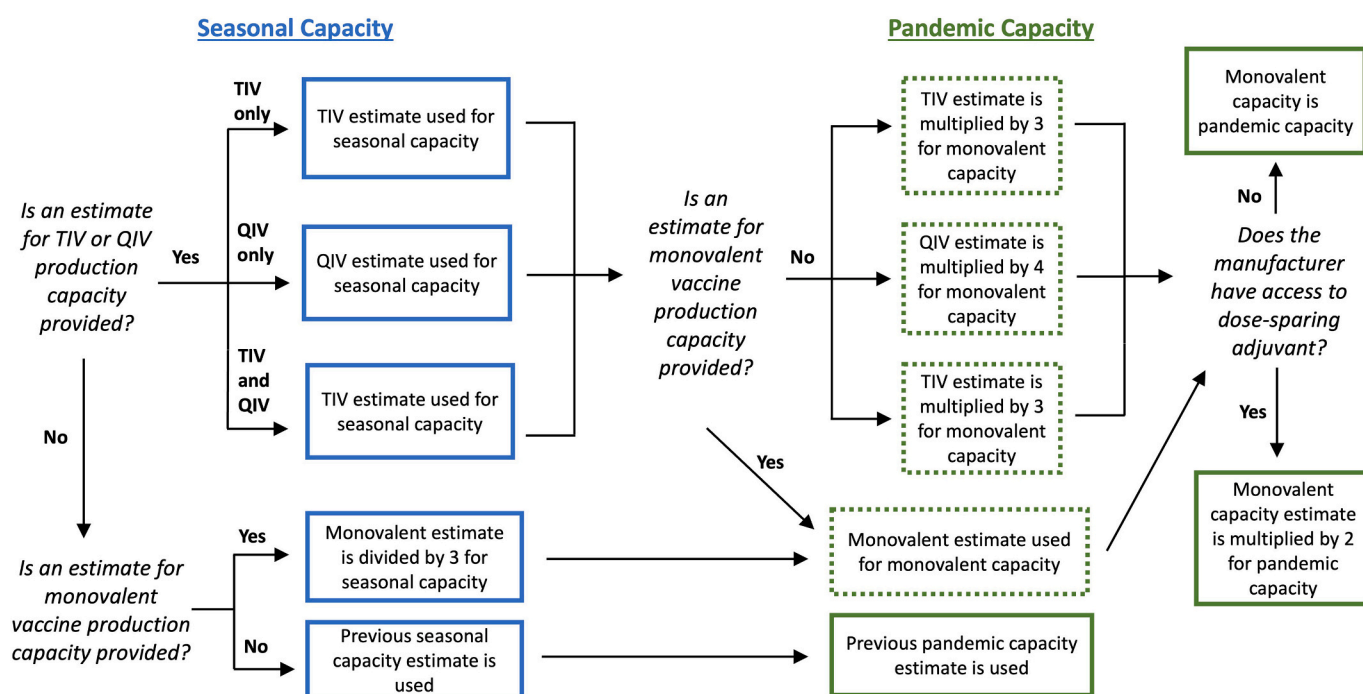 Seasonal Capacity
Pandemic Capacity
Is an estimate
for TIV or QIV
production
capacity
provided?
Yes
No
TIV
only
QIV
only
TIV
and
QIV
TIV estimate used for
seasonal capacity
QIV estimate used for
seasonal capacity
TIV estimate used for
seasonal capacity
Is an
estimate for
monovalent
vaccine
production
capacity
provided?
No
Yes
TIV estimate is
multiplied by 3
for monovalent
capacity
QIV estimate is
multiplied by 4
for monovalent
capacity
TIV estimate is
multiplied by 3
for monovalent
capacity
Monovalent
capacity is
pandemic capacity
No
Does the
manufacturer
have access to
dose-sparing
adjuvant?
Yes
Monovalent
capacity estimate
is multiplied by 2
for pandemic
capacity
Is an estimate for
monovalent
vaccine production
capacity provided?
Yes
No
Monovalent estimate
is divided by 3 for
seasonal capacity
Monovalent estimate used
for monovalent capacity
Previous seasonal
capacity estimate is
used
Previous pandemic capacity
estimate is used